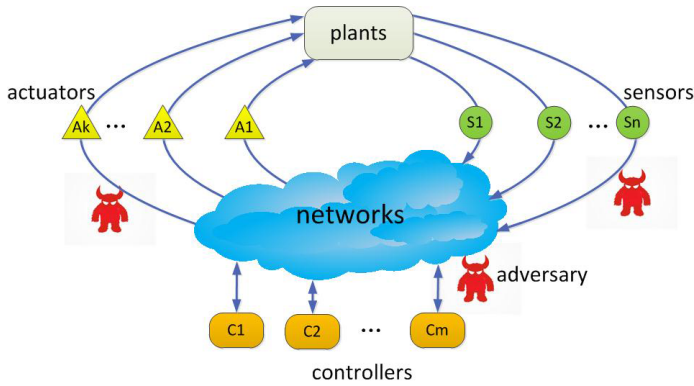 plants
actuators
sensors
Ak ... A2 A1 S1 S2 ... Sn
networks
adversary
C1 C2 ... Cm
controllers